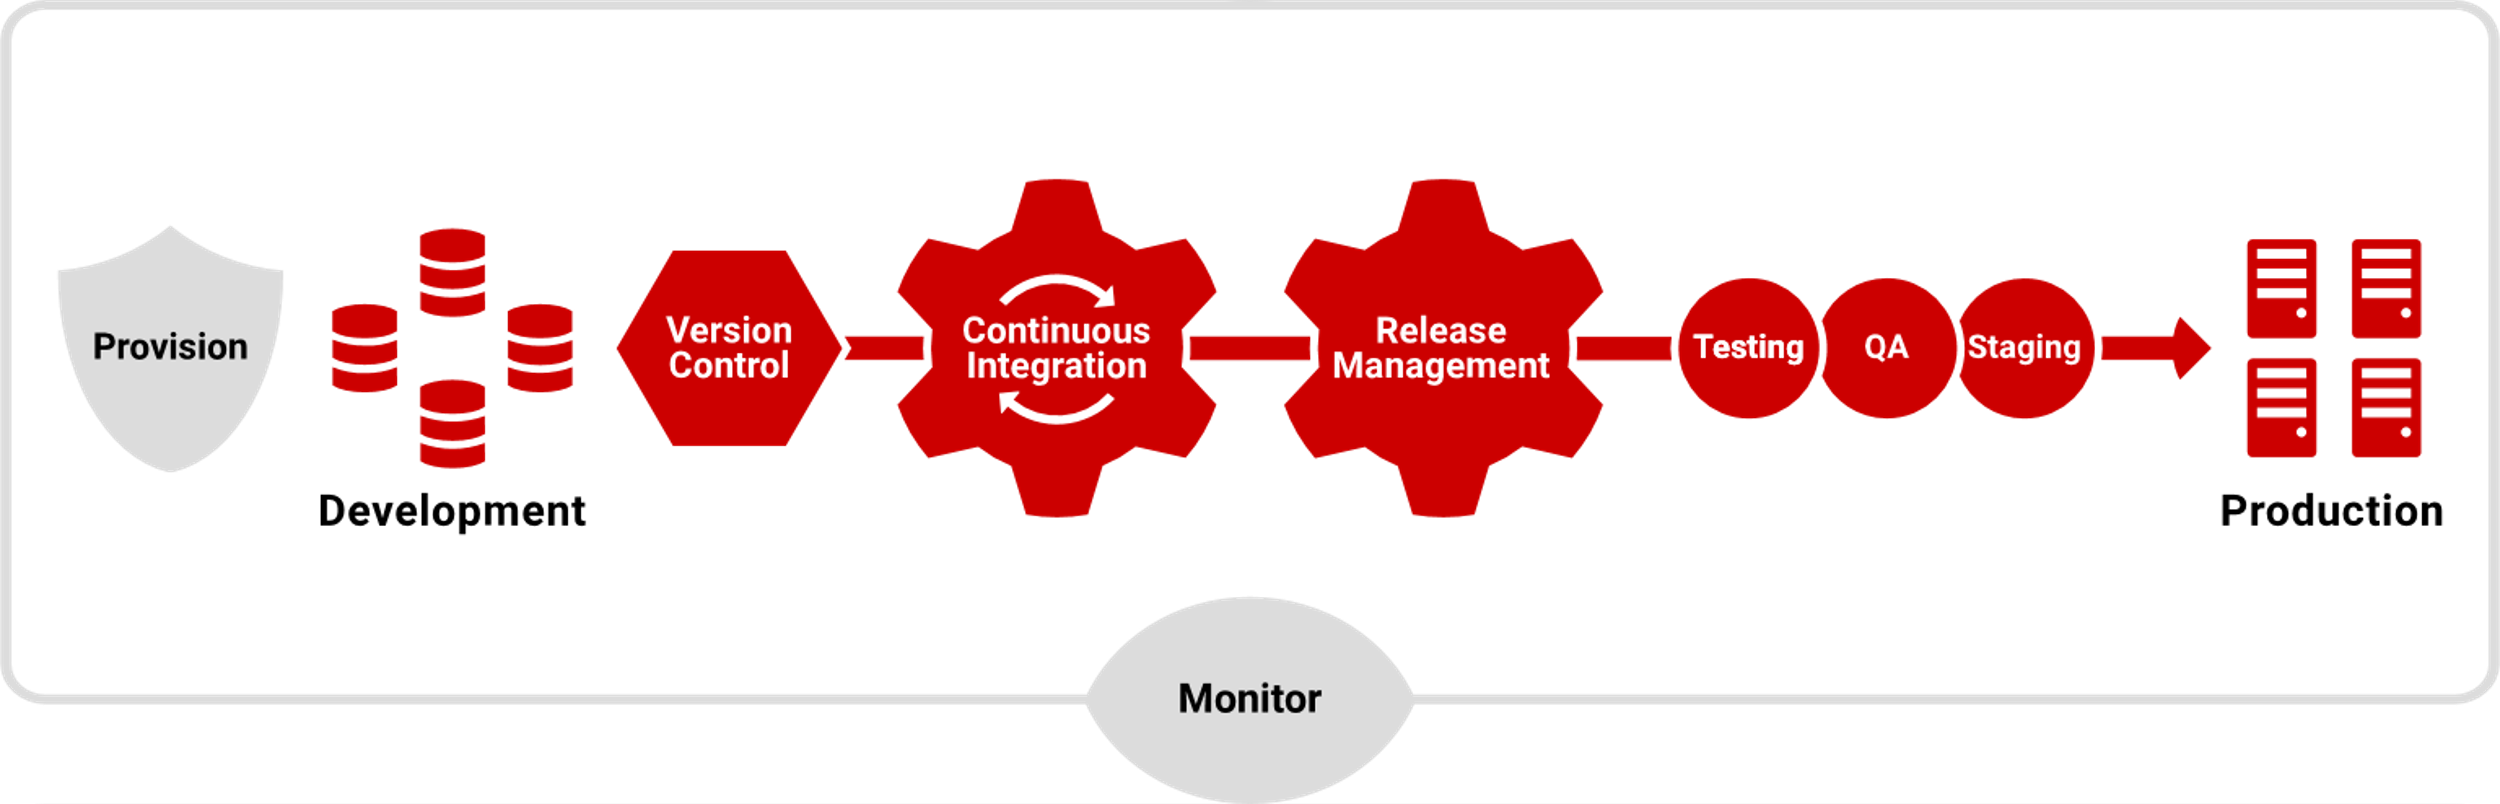 Provision
Development
Version
Control
Continuous
Integration
Release
Management
Testing
QA
Staging
Production
Monitor